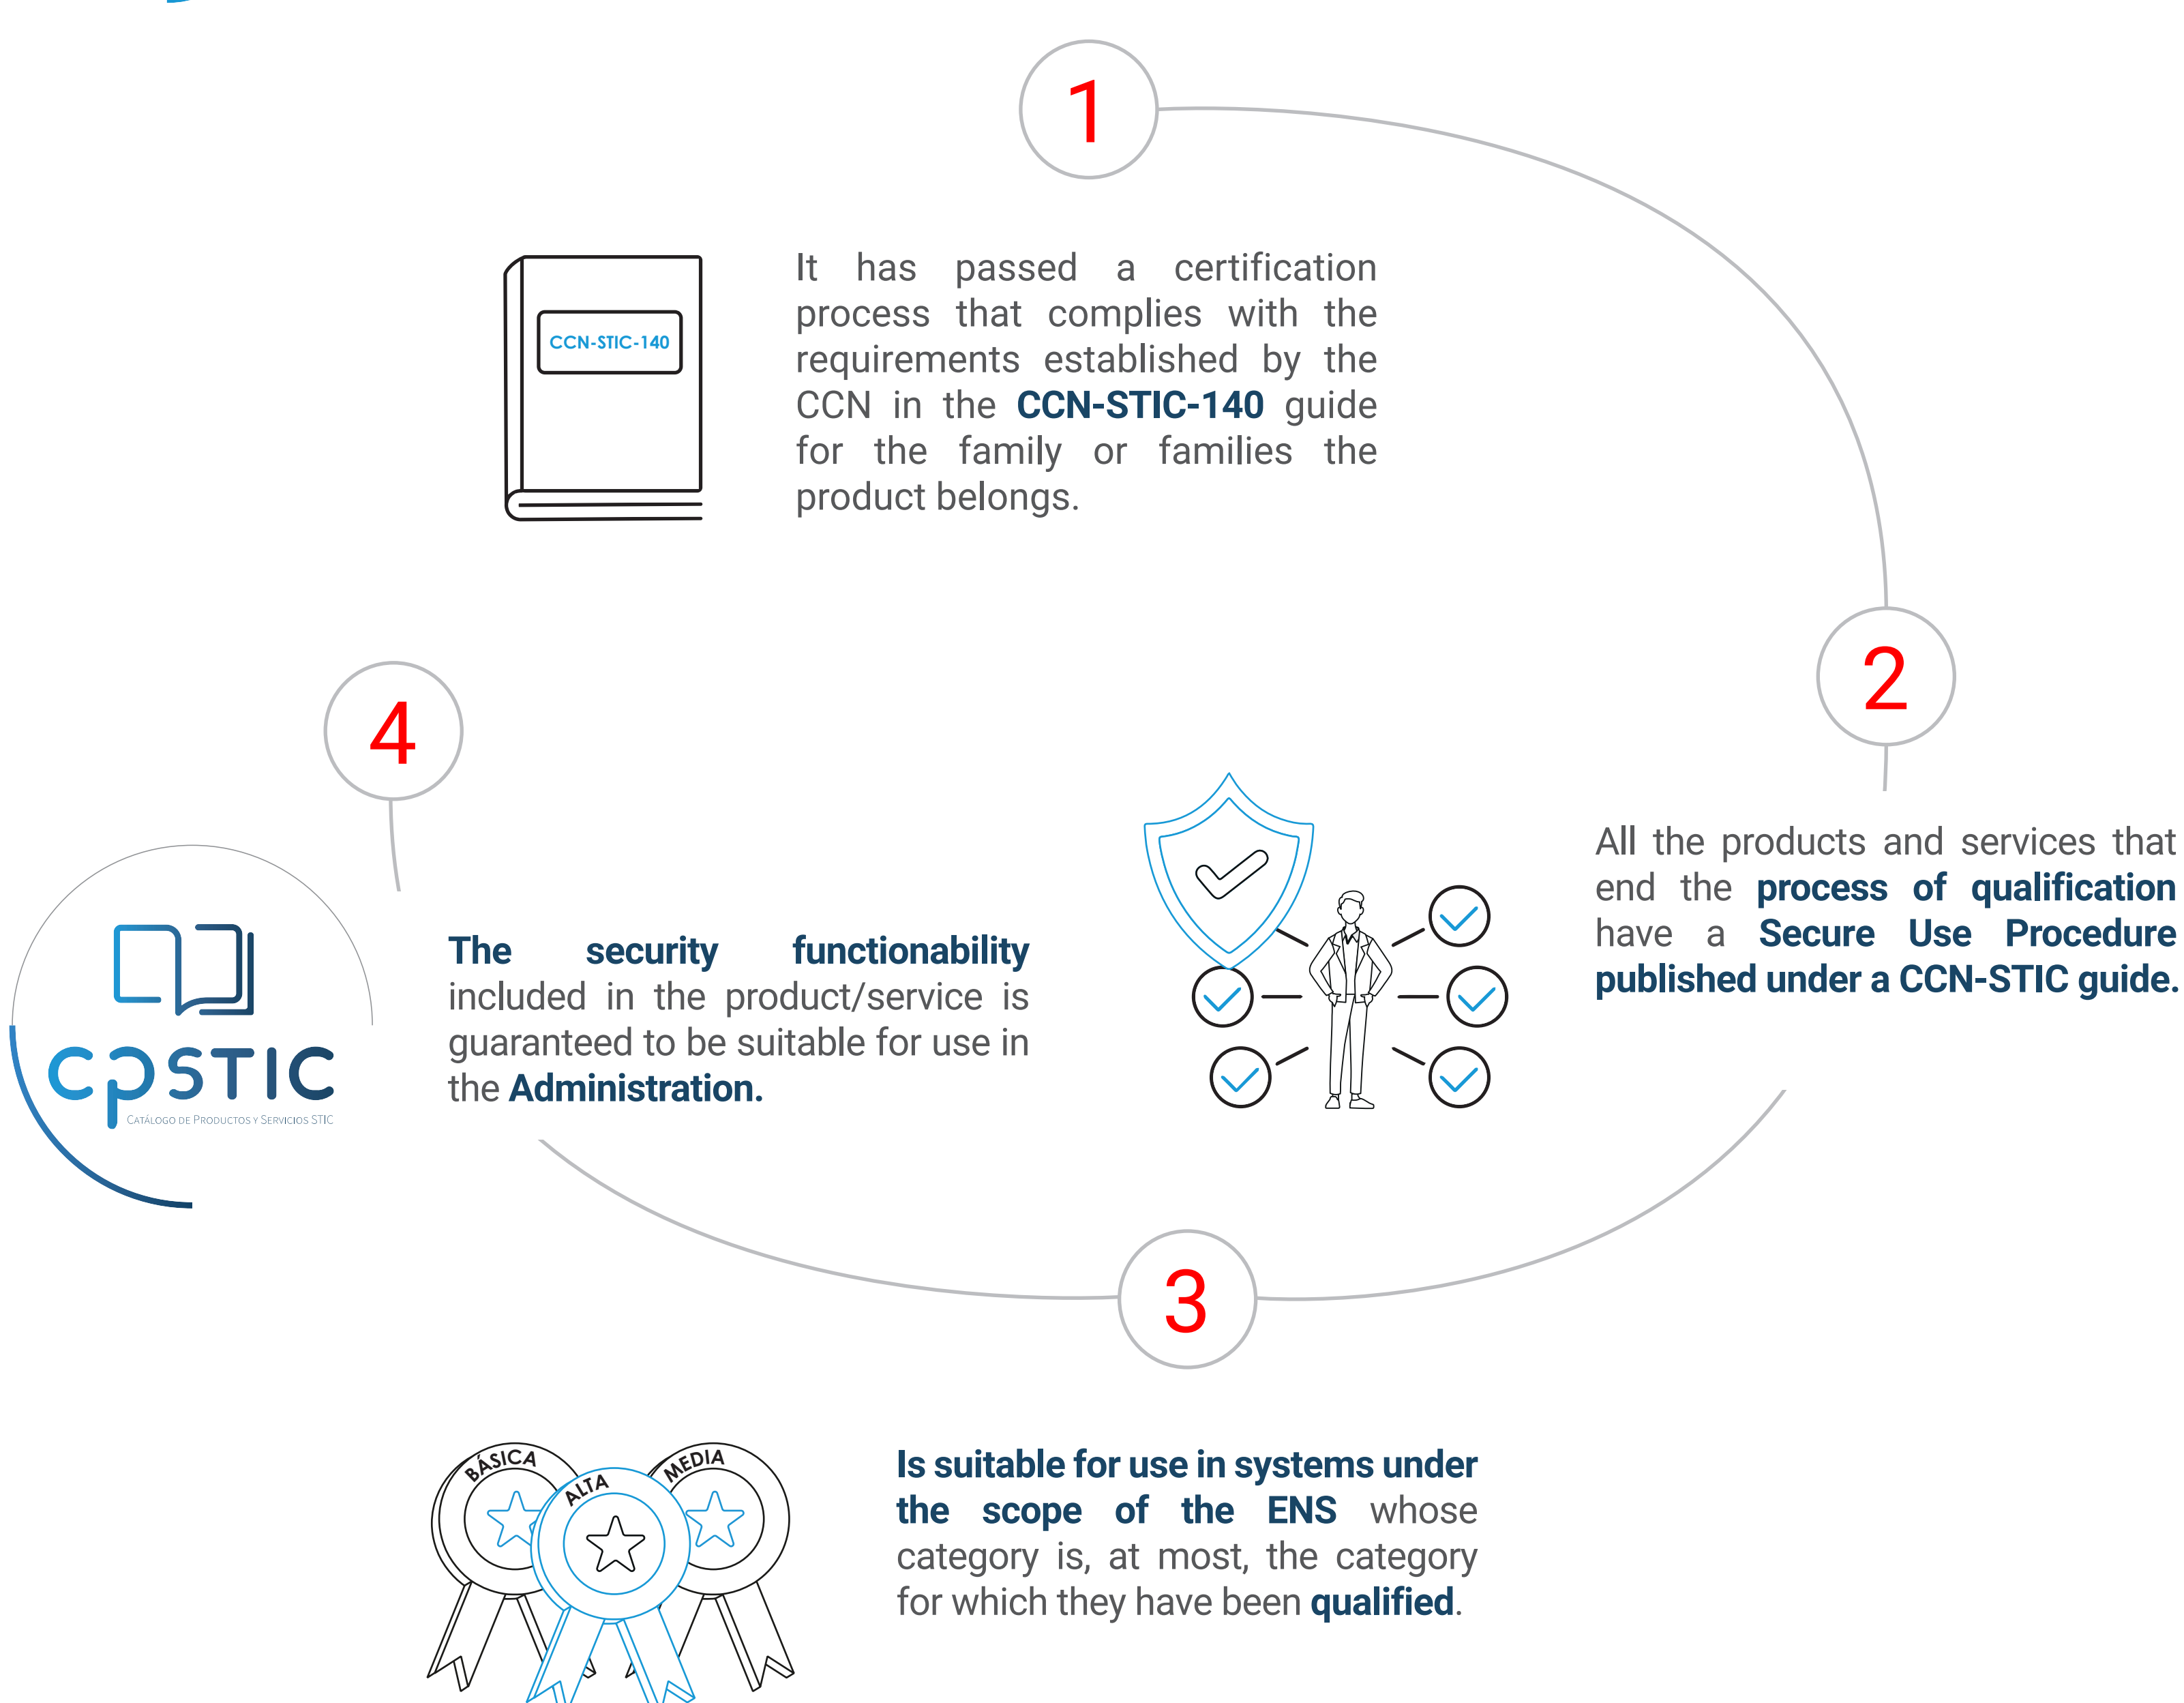 1
CCN-STIC-140
It has passed a certification
process that complies with the
requirements established by the
CCN in the CCN-STIC-140 guide
for the family or families the
product belongs.
2
All the products and services that
end the process of qualification
have a Secure Use Procedure
published under a CCN-STIC guide.
3
BÁSICA
ALTA
MEDIA
Is suitable for use in systems under
the scope of the ENS whose
category is, at most, the category
for which they have been qualified.
4
cpSTIC
CATÁLOGO DE PRODUCTOS Y SERVICIOS STIC
The security functionability
included in the product/service is
guaranteed to be suitable for use in
the Administration.